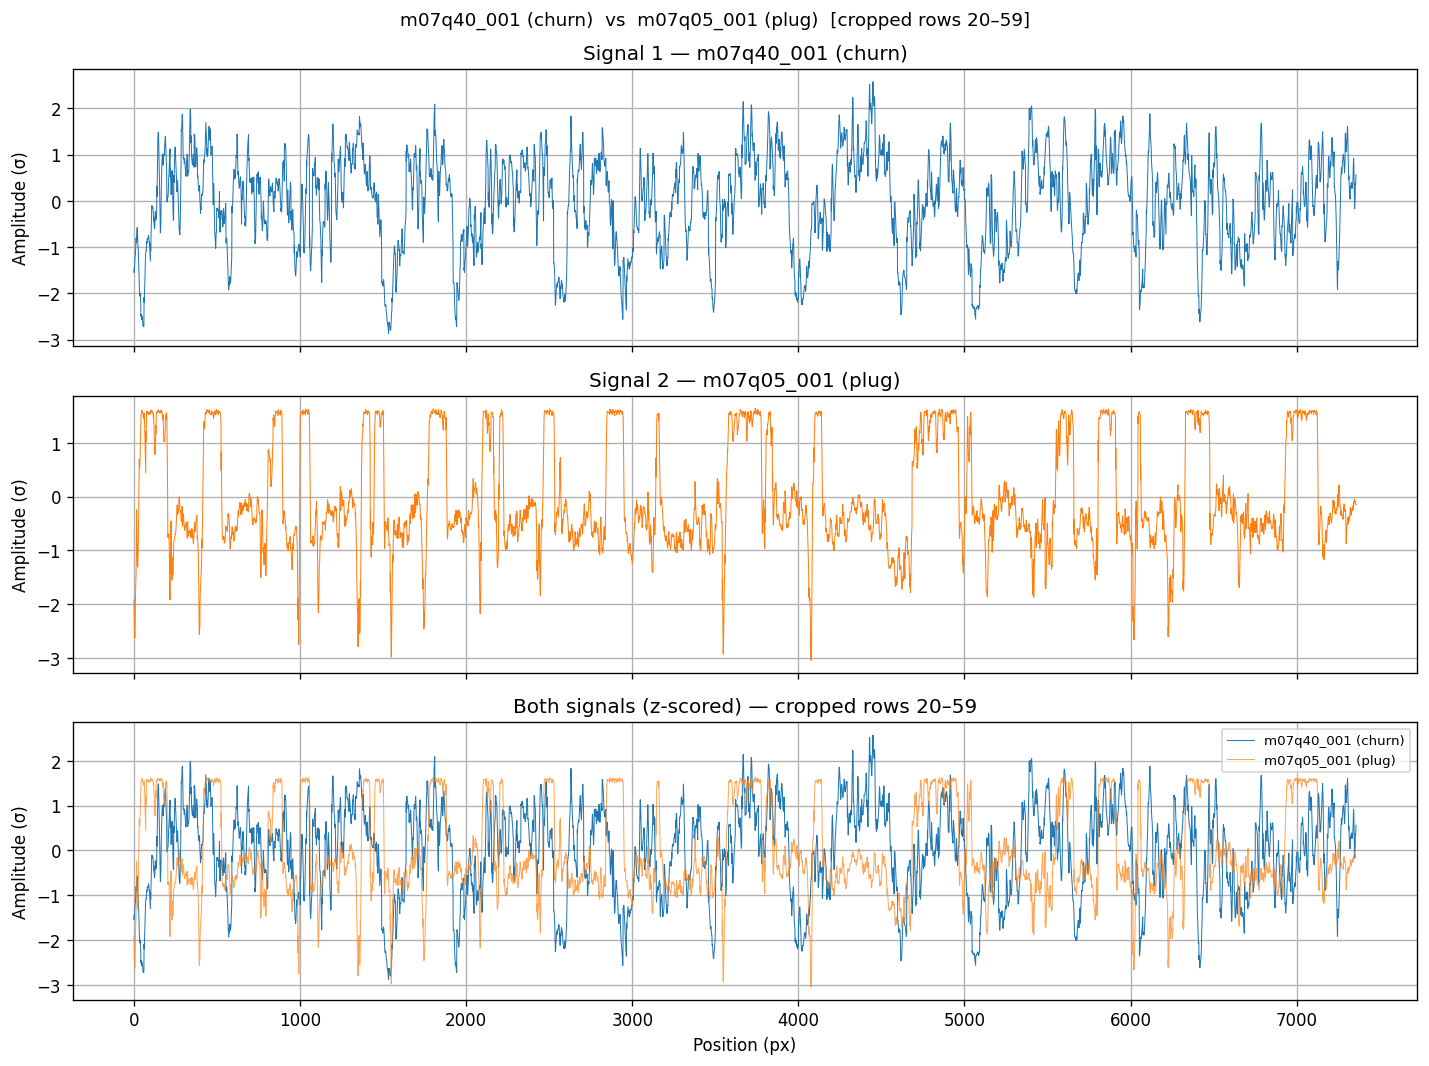 m07q40_001 (churn)  vs  m07q05_001 (plug)  [cropped rows 20–59]
Signal 1 — m07q40_001 (churn)
Amplitude (σ)
2
1
0
−1
−2
−3
Signal 2 — m07q05_001 (plug)
Amplitude (σ)
1
0
−1
−2
−3
Both signals (z-scored) — cropped rows 20–59
Amplitude (σ)
2
1
0
−1
−2
−3
m07q40_001 (churn)
m07q05_001 (plug)
0 1000 2000 3000 4000 5000 6000 7000
Position (px)